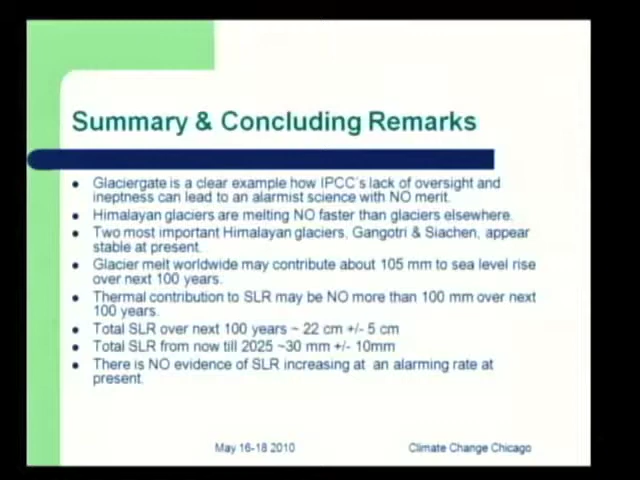 Summary & Concluding Remarks
Glaciergate is a clear example how IPCC's lack of oversight and
ineptness can lead to an alarmist science with NO merit.
Himalayan glaciers are melting NO faster than glaciers elsewhere.
Two most important Himalayan glaciers, Gangotri & Siachen, appear
stable at present.
Glacier melt worldwide may contribute about 105 mm to sea level rise
over next 100 years.
Thermal contribution to SLR may be NO more than 100 mm over next
100 years.
Total SLR over next 100 years ~ 22 cm +/- 5 cm
Total SLR from now till 2025 ~30 mm +/- 10mm
There is NO evidence of SLR increasing at an alarming rate at
present.
May 16-18 2010
Climate Change Chicago